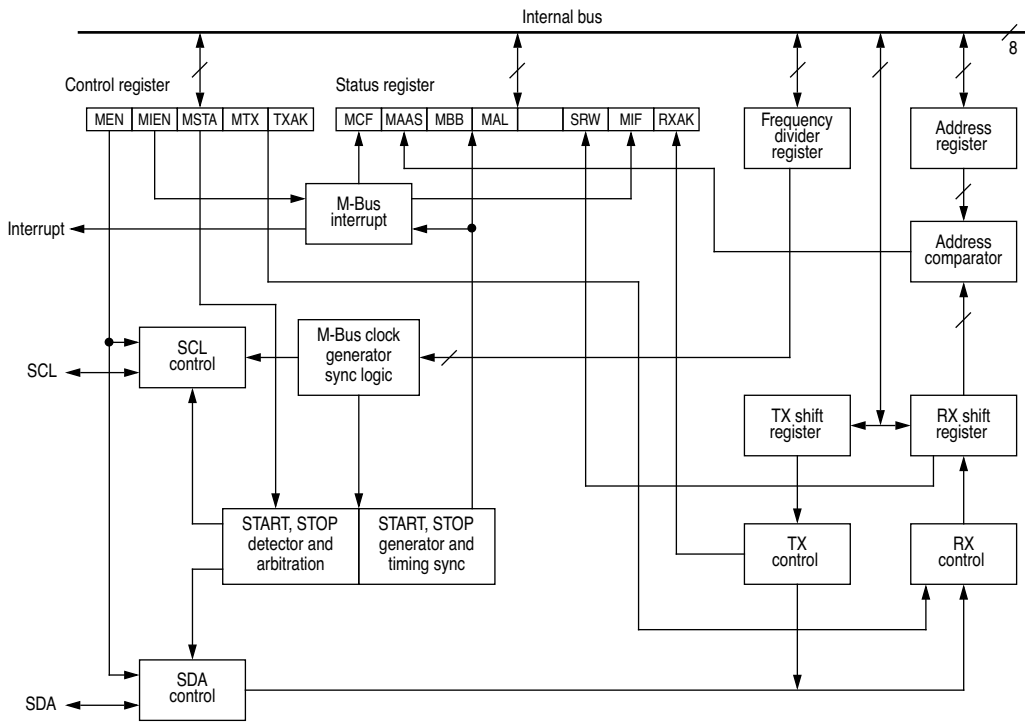 Internal bus
8
Control register
Status register
MEN MIEN MSTA MTX TXAK
MCF MAAS MBB MAL SRW MIF RXAK
Frequency
divider
register
Address
register
M-Bus
interrupt
Interrupt
Address
comparator
SCL
control
SCL
M-Bus clock
generator
sync logic
TX shift
register
RX shift
register
START, STOP
detector and
arbitration
START, STOP
generator and
timing sync
TX
control
RX
control
SDA
control
SDA